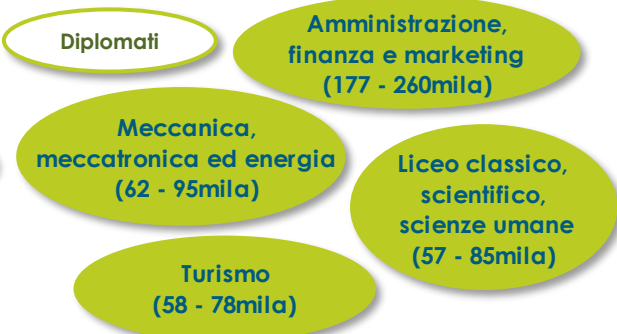 Diplomati
Amministrazione,
finanza e marketing
(177 - 260mila)
Meccanica,
meccatronica ed energia
(62 - 95mila)
Liceo classico,
scientifico,
scienze umane
(57 - 85mila)
Turismo
(58 - 78mila)